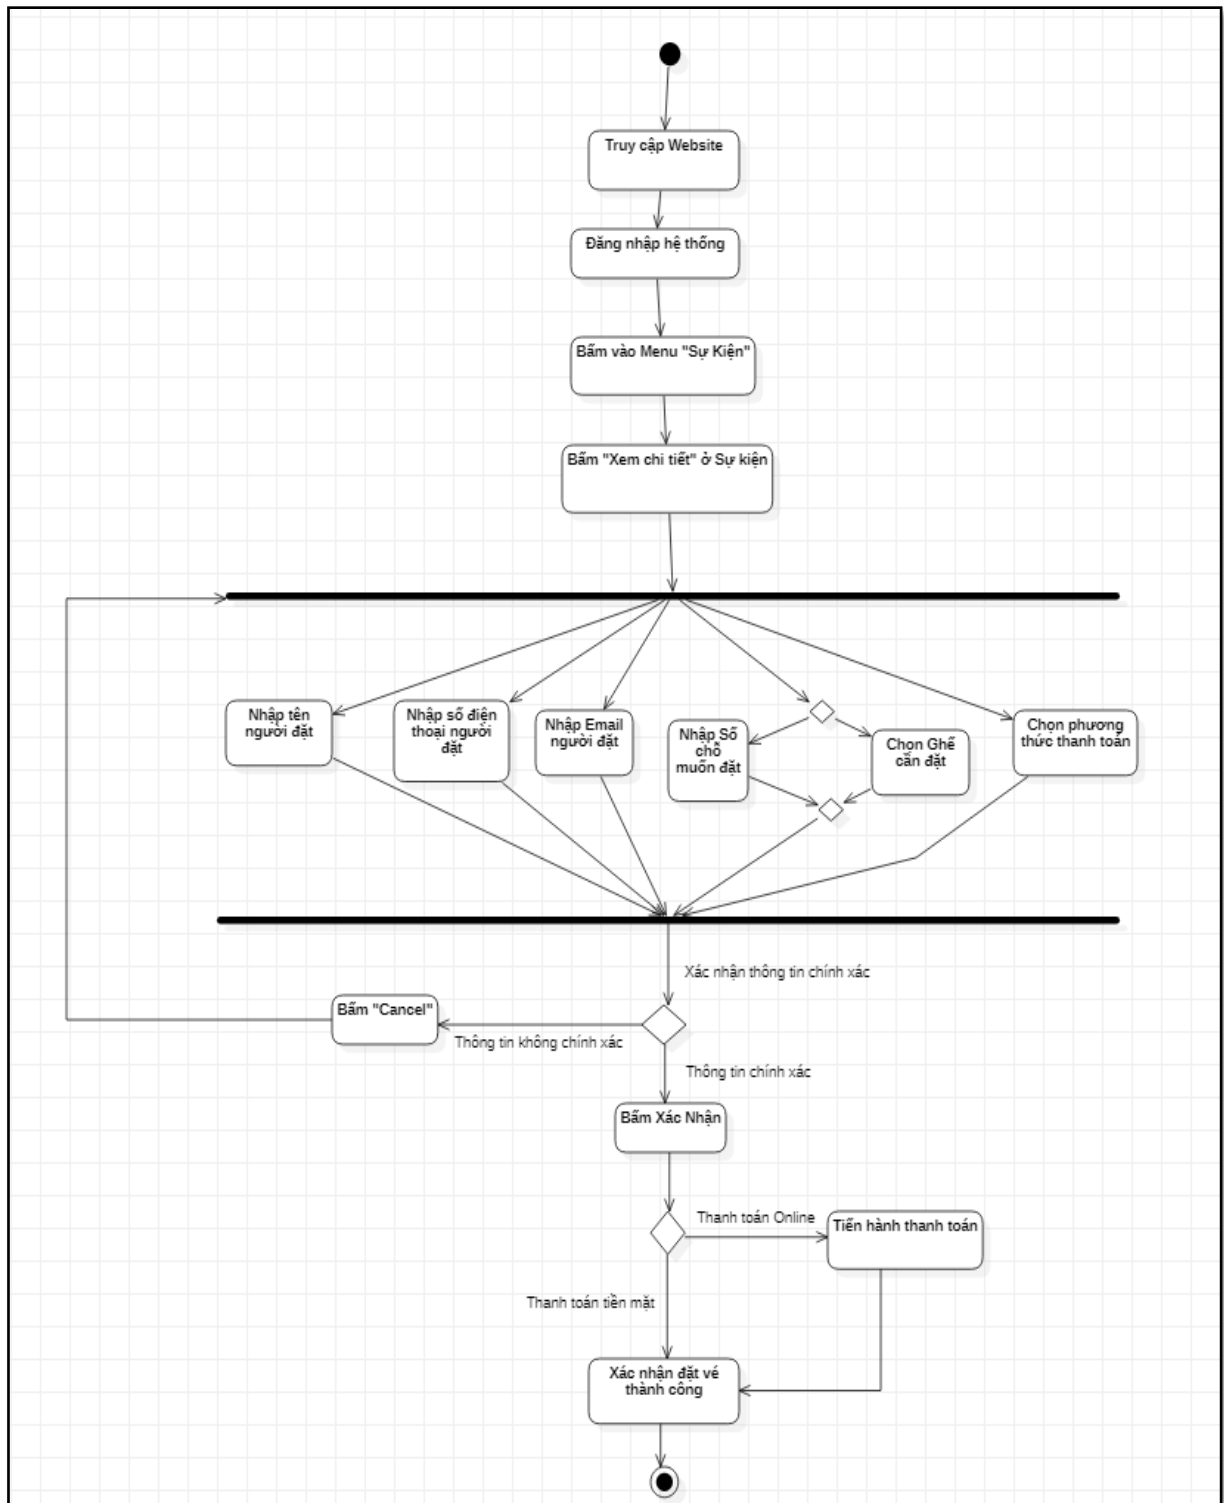 Truy cập Website
Đăng nhập hệ thống
Bấm vào Menu "Sự Kiện"
Bấm "Xem chi tiết" ở Sự kiện
Nhập tên
người đặt
Nhập số điện
thoại người
đặt
Nhập Email
người đặt
Nhập Số
chỗ
muốn đặt
Chọn Ghế
cần đặt
Chọn phương
thức thanh toán
Xác nhận thông tin chính xác
Bấm "Cancel"
Thông tin không chính xác
Thông tin chính xác
Bấm Xác Nhận
Thanh toán Online
Tiến hành thanh toán
Thanh toán tiền mặt
Xác nhận đặt vé
thành công